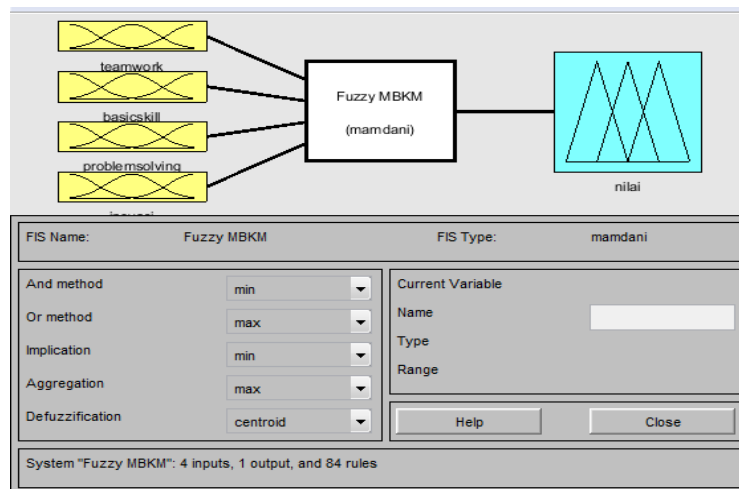 teamwork
basicskill
problemsolving
Fuzzy MBKM
(mamdani)
nilai
FIS Name: Fuzzy MBKM FIS Type: mamdani
And method min
Or method max
Implication min
Aggregation max
Defuzzification centroid
Current Variable
Name
Type
Range
Help Close
System "Fuzzy MBKM": 4 inputs, 1 output, and 84 rules